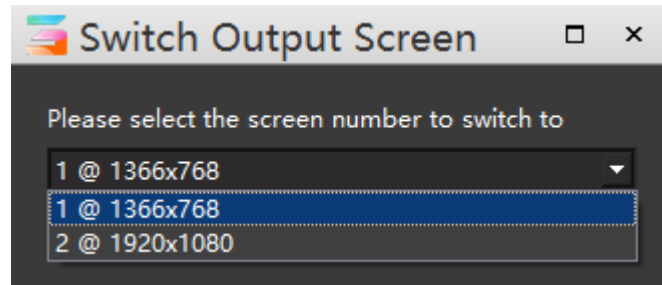 Switch Output Screen
Please select the screen number to switch to
1 @ 1366x768
1 @ 1366x768
2 @ 1920x1080